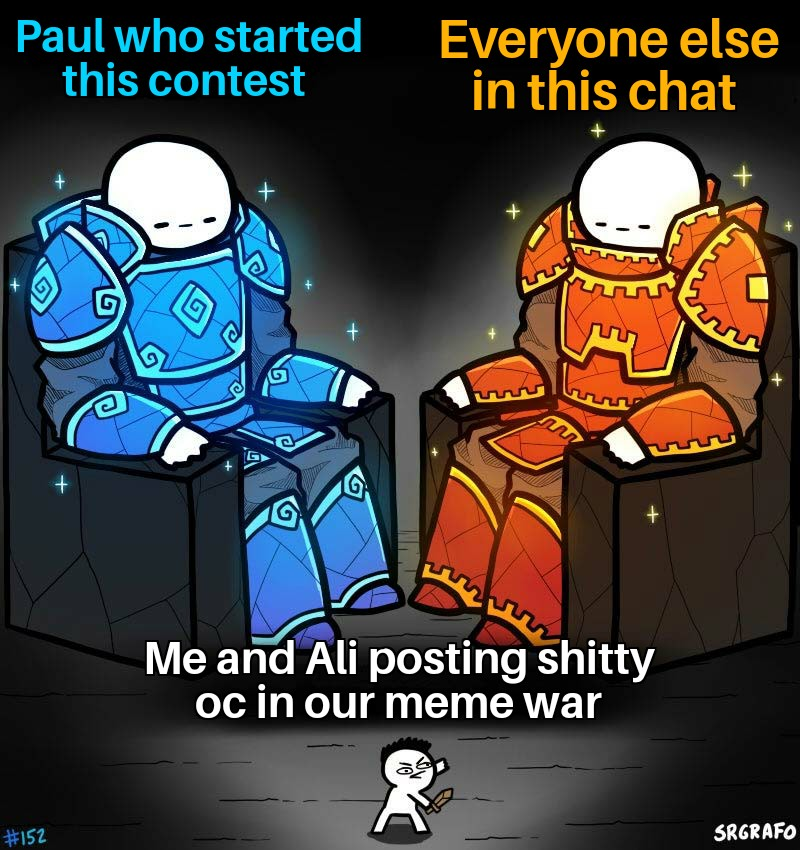 Paul who started
this contest
Everyone else
in this chat
Me and Ali posting shitty
oc in our meme war
#152
SRGRAFO